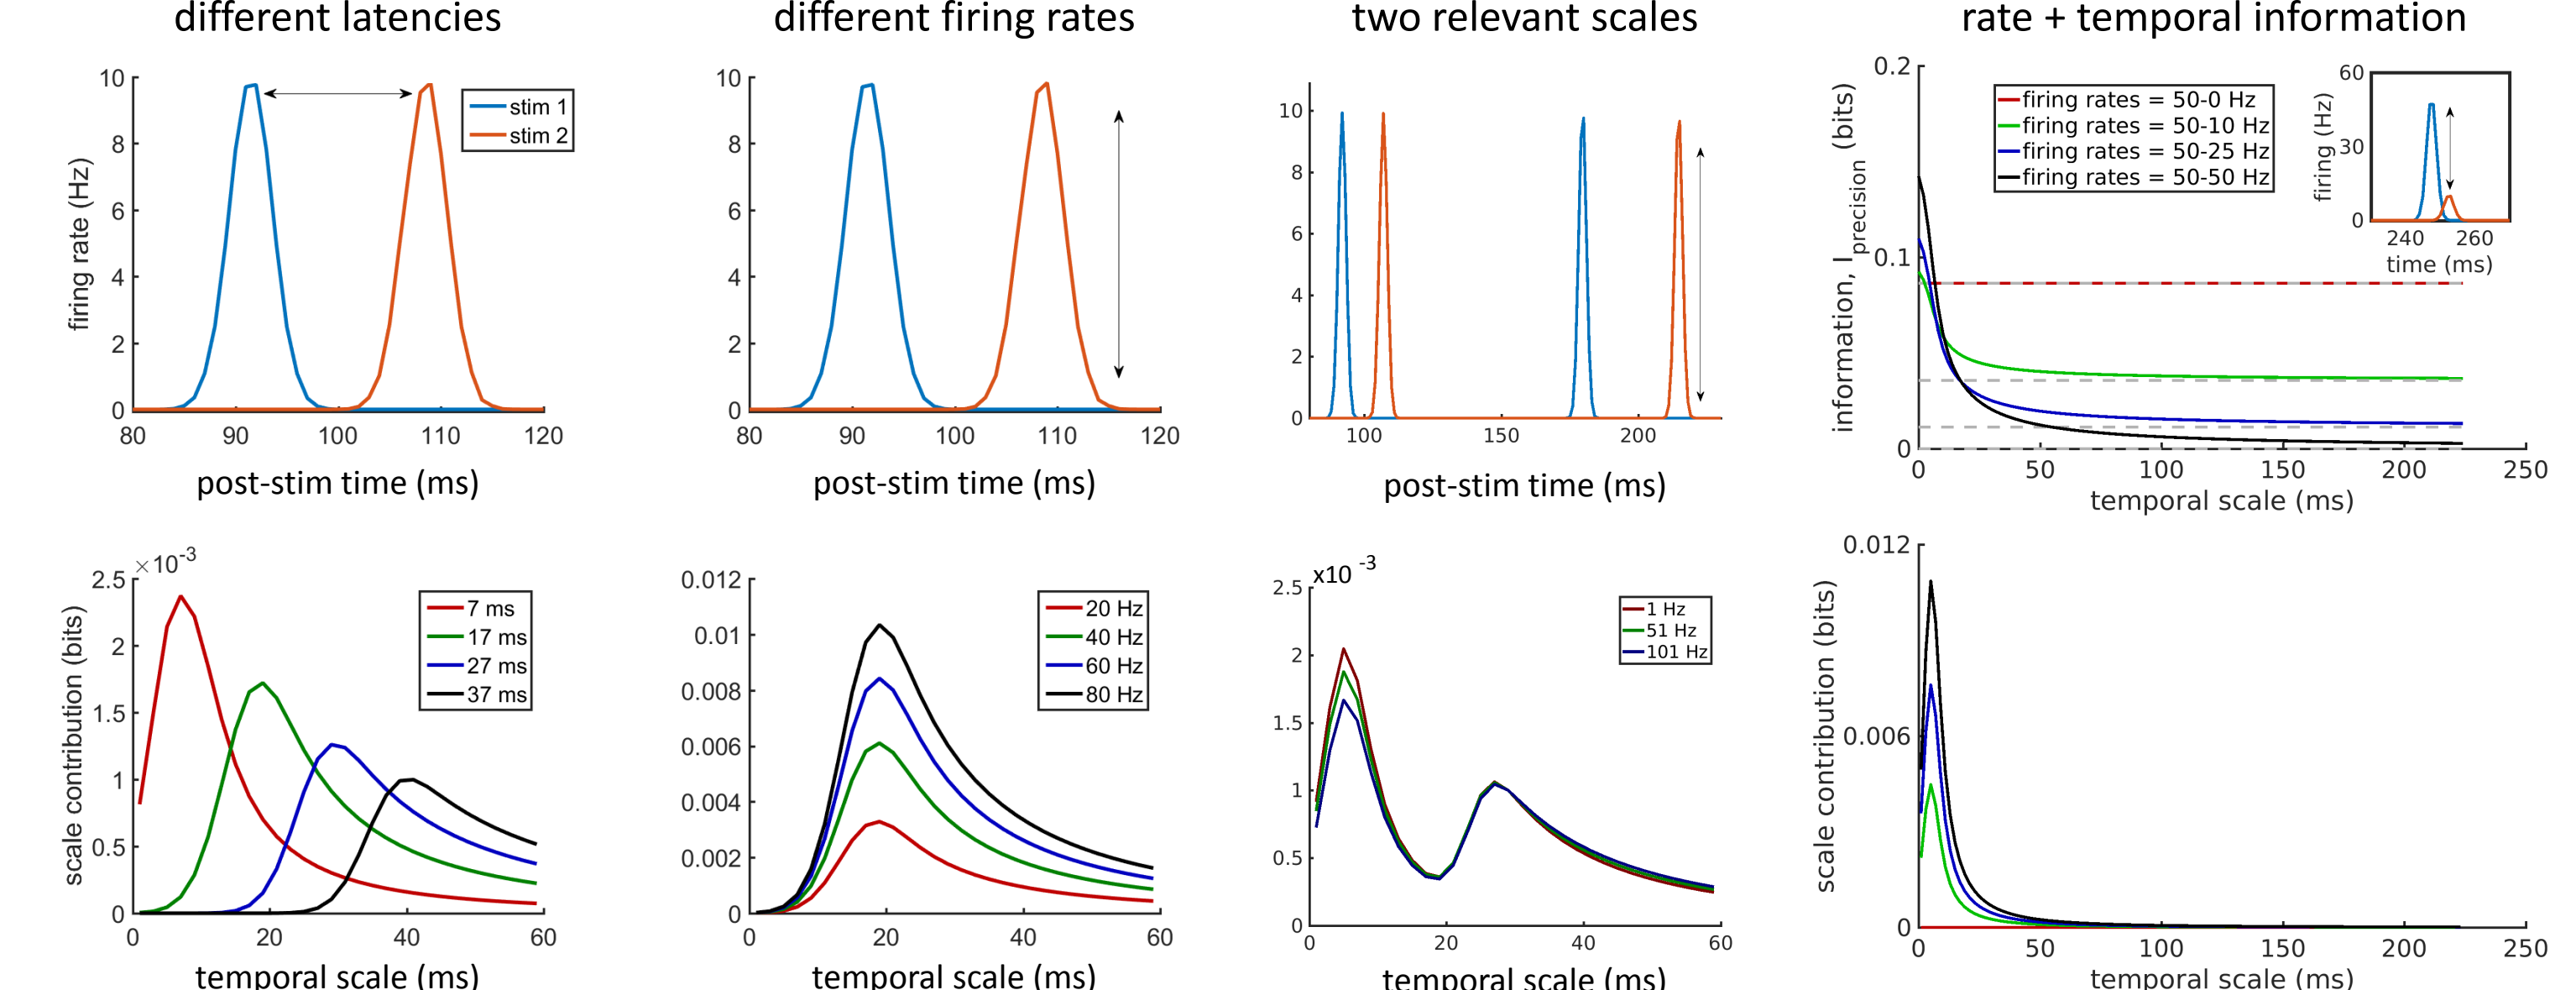 different latencies
different firing rates
two relevant scales
rate + temporal information
10
8
6
4
2
0
firing rate (Hz)
stim 1
stim 2
80 90 100 110 120
post-stim time (ms)
10
8
6
4
2
0
80 90 100 110 120
post-stim time (ms)
10
8
6
4
2
0
100 150 200
post-stim time (ms)
0.2
0.1
0
information, I precision (bits)
firing rates = 50-0 Hz
firing rates = 50-10 Hz
firing rates = 50-25 Hz
firing rates = 50-50 Hz
60
30
0
firing (Hz)
240 260
time (ms)
0 50 100 150 200 250
temporal scale (ms)
×10-3
2.5
2
1.5
1
0.5
0
scale contribution (bits)
7 ms
17 ms
27 ms
37 ms
0 20 40 60
temporal scale (ms)
0.012
0.01
0.008
0.006
0.004
0.002
0
20 Hz
40 Hz
60 Hz
80 Hz
0 20 40 60
temporal scale (ms)
x10 -3
2.5
2
1.5
1
0.5
0
1 Hz
51 Hz
101 Hz
0 20 40 60
temporal scale (ms)
0.012
0.006
0
scale contribution (bits)
0 50 100 150 200 250
temporal scale (ms)